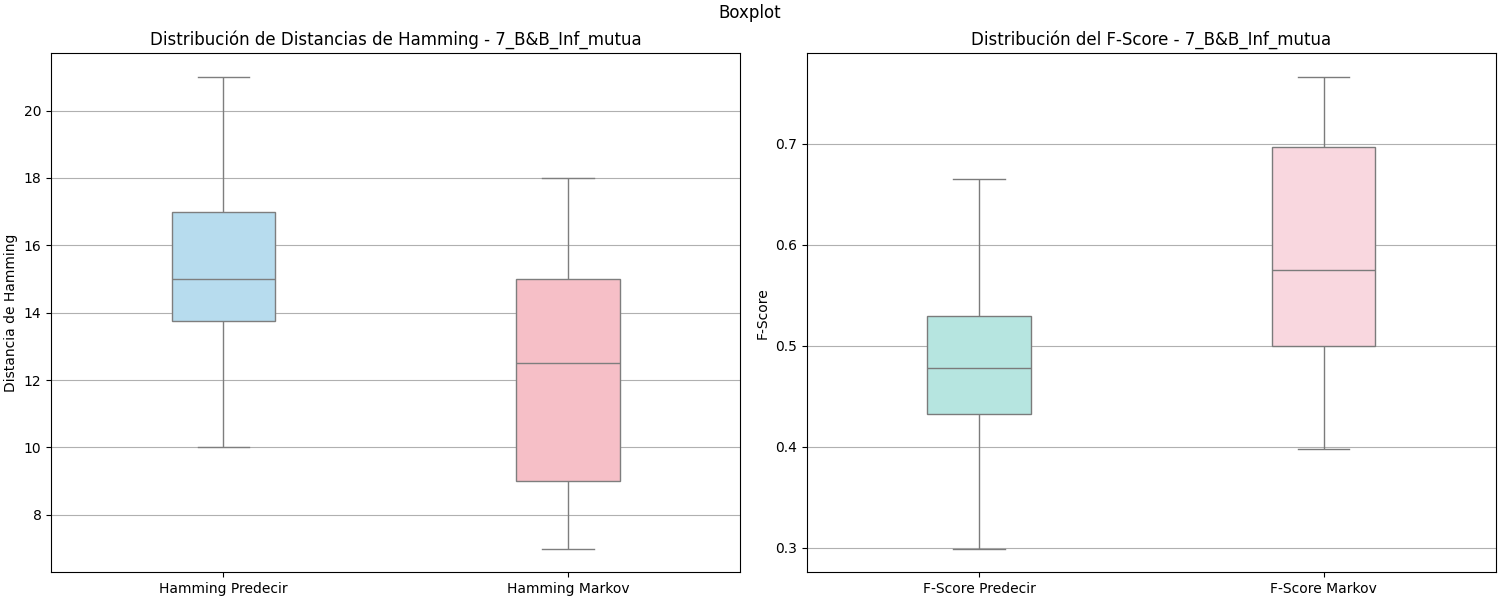 Boxplot
Distribución de Distancias de Hamming - 7_B&B_Inf_mutua
Distancia de Hamming
20
18
16
14
12
10
8
Hamming Predecir
Hamming Markov
Distribución del F-Score - 7_B&B_Inf_mutua
F-Score
0.7
0.6
0.5
0.4
0.3
F-Score Predecir
F-Score Markov